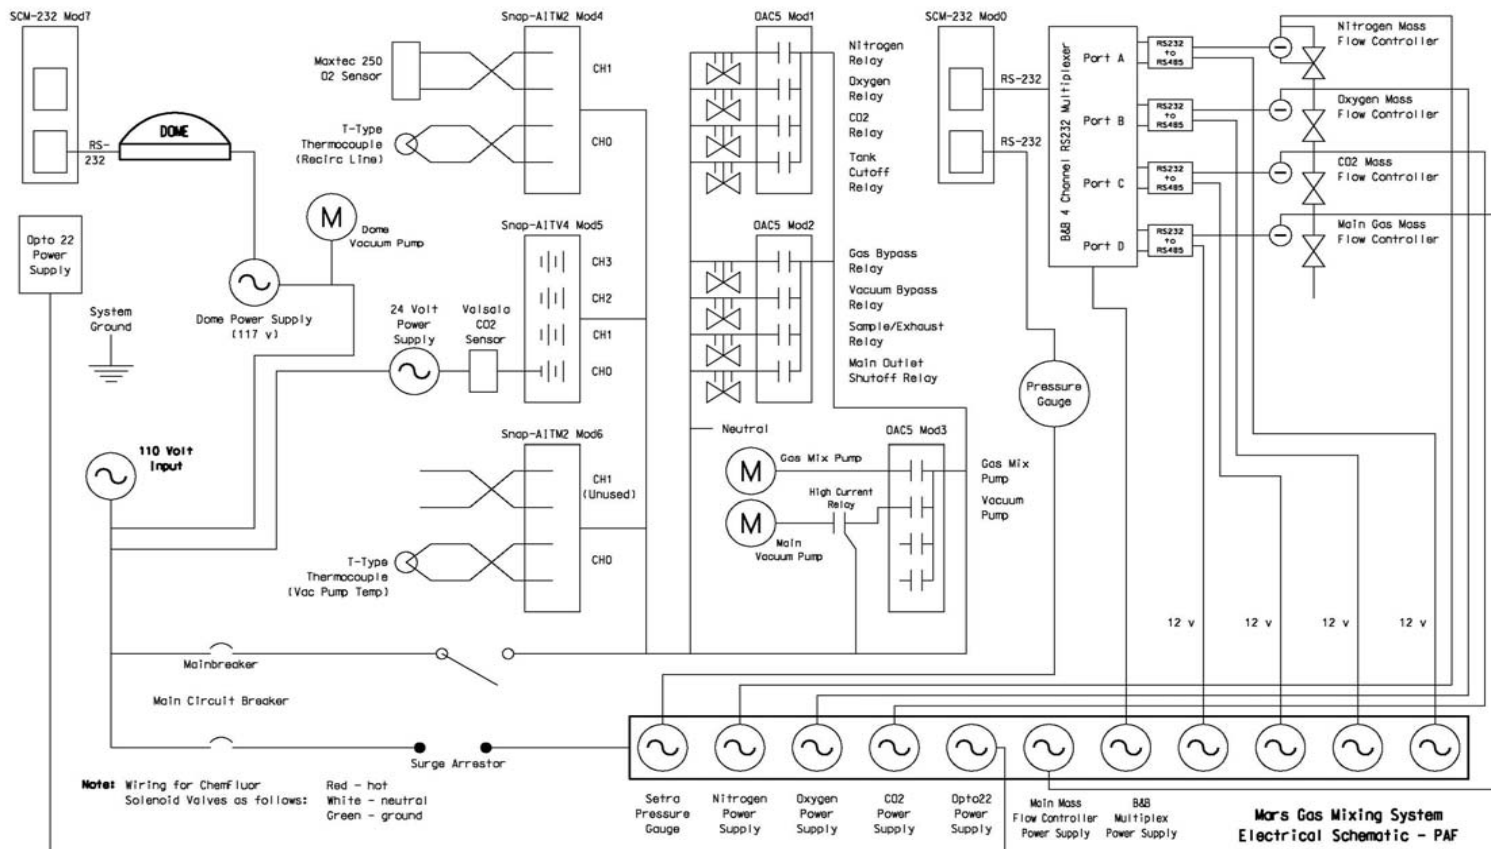 SCM-232 Mod7
RS-
232
DOME
Opto 22
Power
Supply
System
Ground
M
Dome
Vacuum Pump
Dome Power Supply
(117 v)
110 Volt
Input
Snap-AITM2 Mod4
Maxtec 250
O2 Sensor
CH1
T-Type
Thermocouple
(Recirc Line)
CH0
Snap-AITV4 Mod5
CH3
CH2
CH1
CH0
24 Volt
Power
Supply
Valsala
CO2
Sensor
Snap-AITM2 Mod6
CH1
(Unused)
T-Type
Thermocouple
(Vac Pump Temp)
CH0
OAC5 Mod1
Nitrogen
Relay
Oxygen
Relay
CO2
Relay
Tank
Cutoff
Relay
OAC5 Mod2
Gas Bypass
Relay
Vacuum Bypass
Relay
Sample/Exhaust
Relay
Main Outlet
Shutoff Relay
Neutral
OAC5 Mod3
M
Gas Mix Pump
Gas Mix
Pump
High Current
Relay
M
Main
Vacuum Pump
Vacuum
Pump
SCM-232 Mod0
RS-232
RS-232
Pressure
Gauge
B&B 4 Channel RS232 Multiplexer
Port A
RS232
to
RS485
Nitrogen Mass
Flow Controller
Port B
RS232
to
RS485
Oxygen Mass
Flow Controller
Port C
RS232
to
RS485
CO2 Mass
Flow Controller
Port D
RS232
to
RS485
Main Gas Mass
Flow Controller
12 v
12 v
12 v
12 v
Mainbreaker
Main Circuit Breaker
Surge Arrestor
Note: Wiring for ChemFluor
Solenoid Valves as follows:
Red - hot
White - neutral
Green - ground
Setra
Pressure
Gauge
Nitrogen
Power
Supply
Oxygen
Power
Supply
CO2
Power
Supply
Opto22
Power
Supply
Main Mass
Flow Controller
Power Supply
B&B
Multiplex
Power Supply
Mars Gas Mixing System
Electrical Schematic - PAF